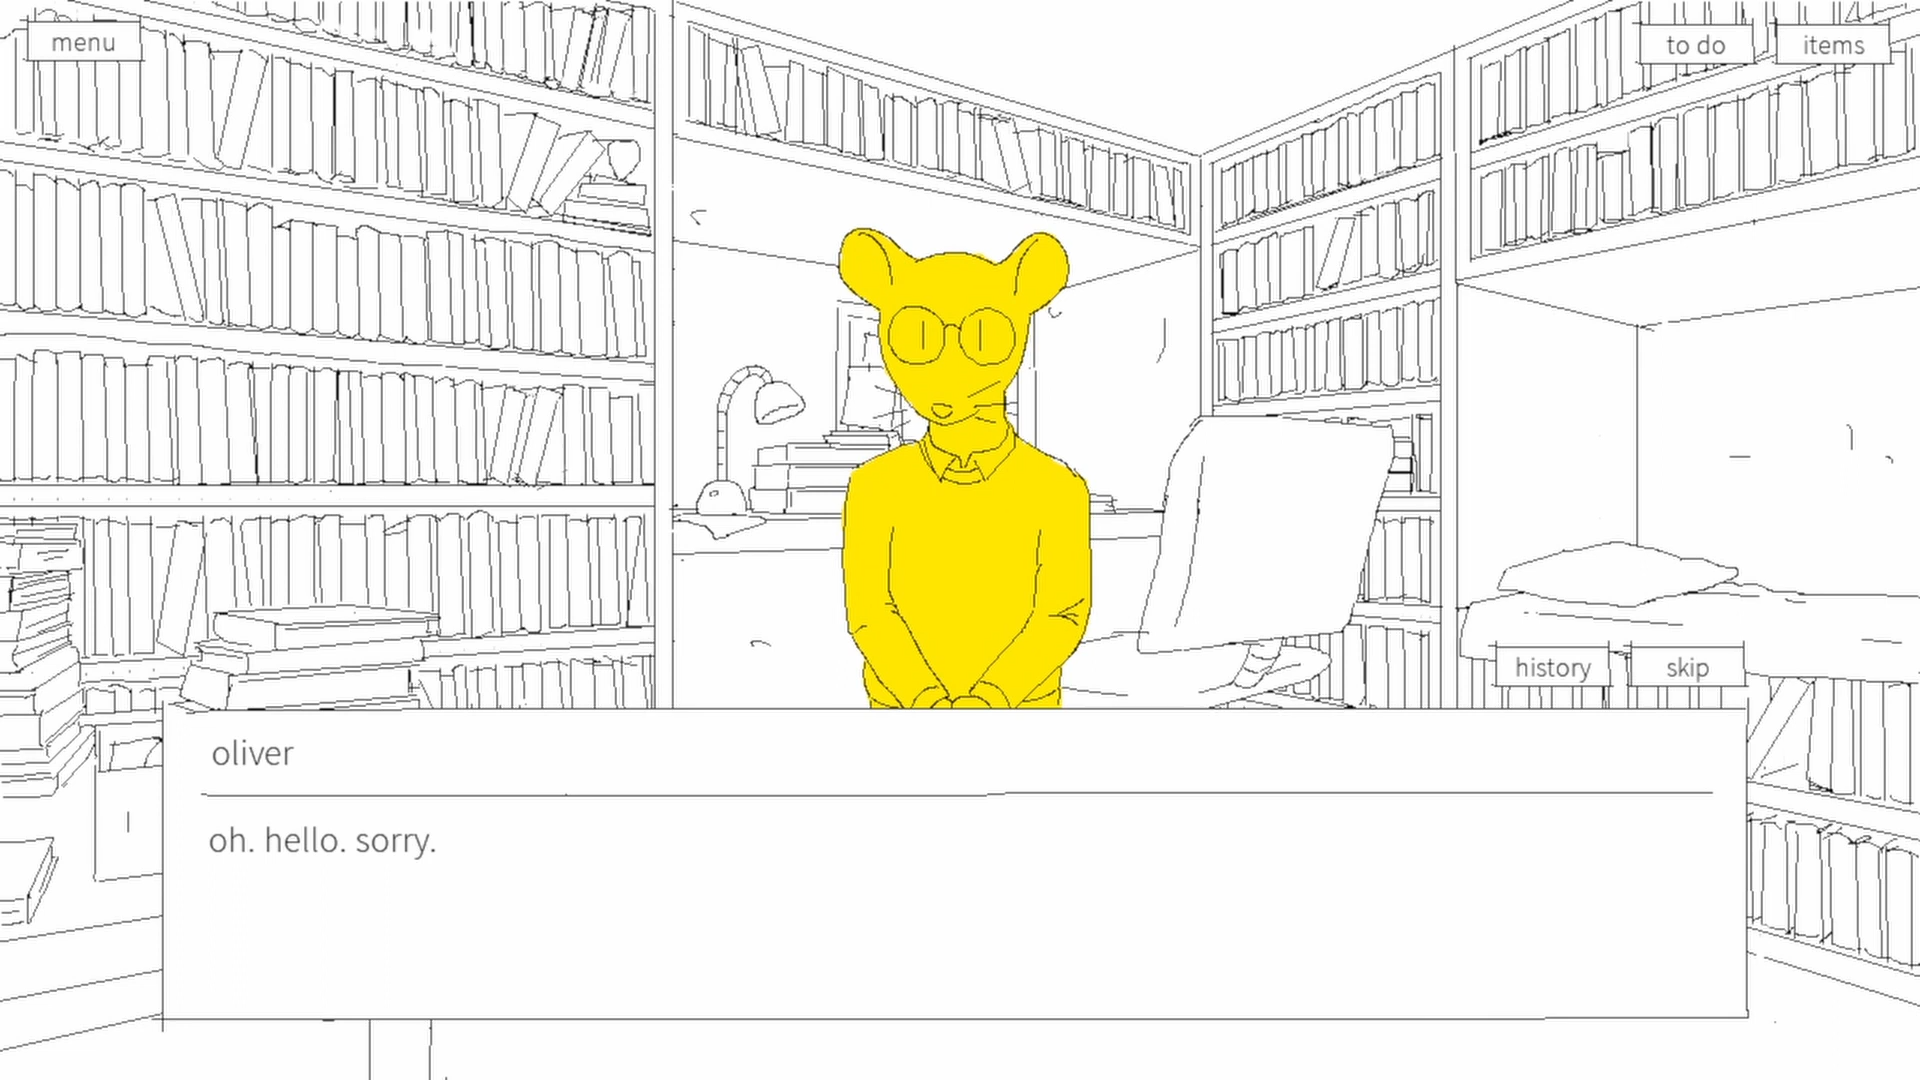 menu
to do
items
history
skip
oliver
oh. hello. sorry.